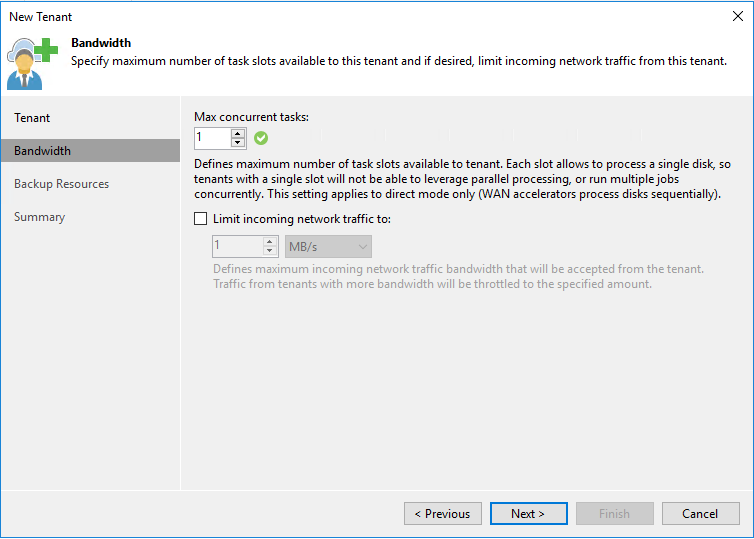 New Tenant
Bandwidth
Specify maximum number of task slots available to this tenant and if desired, limit incoming network traffic from this tenant.
Tenant
Bandwidth
Backup Resources
Summary
Max concurrent tasks:
1
Defines maximum number of task slots available to tenant. Each slot allows to process a single disk, so
tenants with a single slot will not be able to leverage parallel processing, or run multiple jobs
concurrently. This setting applies to direct mode only (WAN accelerators process disks sequentially).
Limit incoming network traffic to:
1 MB/s
Defines maximum incoming network traffic bandwidth that will be accepted from the tenant.
Traffic from tenants with more bandwidth will be throttled to the specified amount.
< Previous Next > Finish Cancel